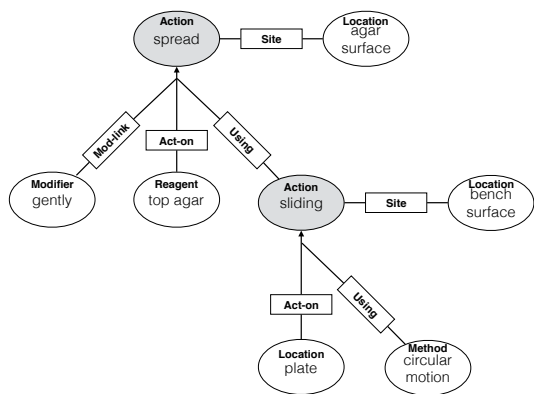 Action
spread
Site
Location
agar
surface
Mod-link
Act-on
Using
Modifier
gently
Reagent
top agar
Action
sliding
Site
Location
bench
surface
Act-on
Using
Location
plate
Method
circular
motion